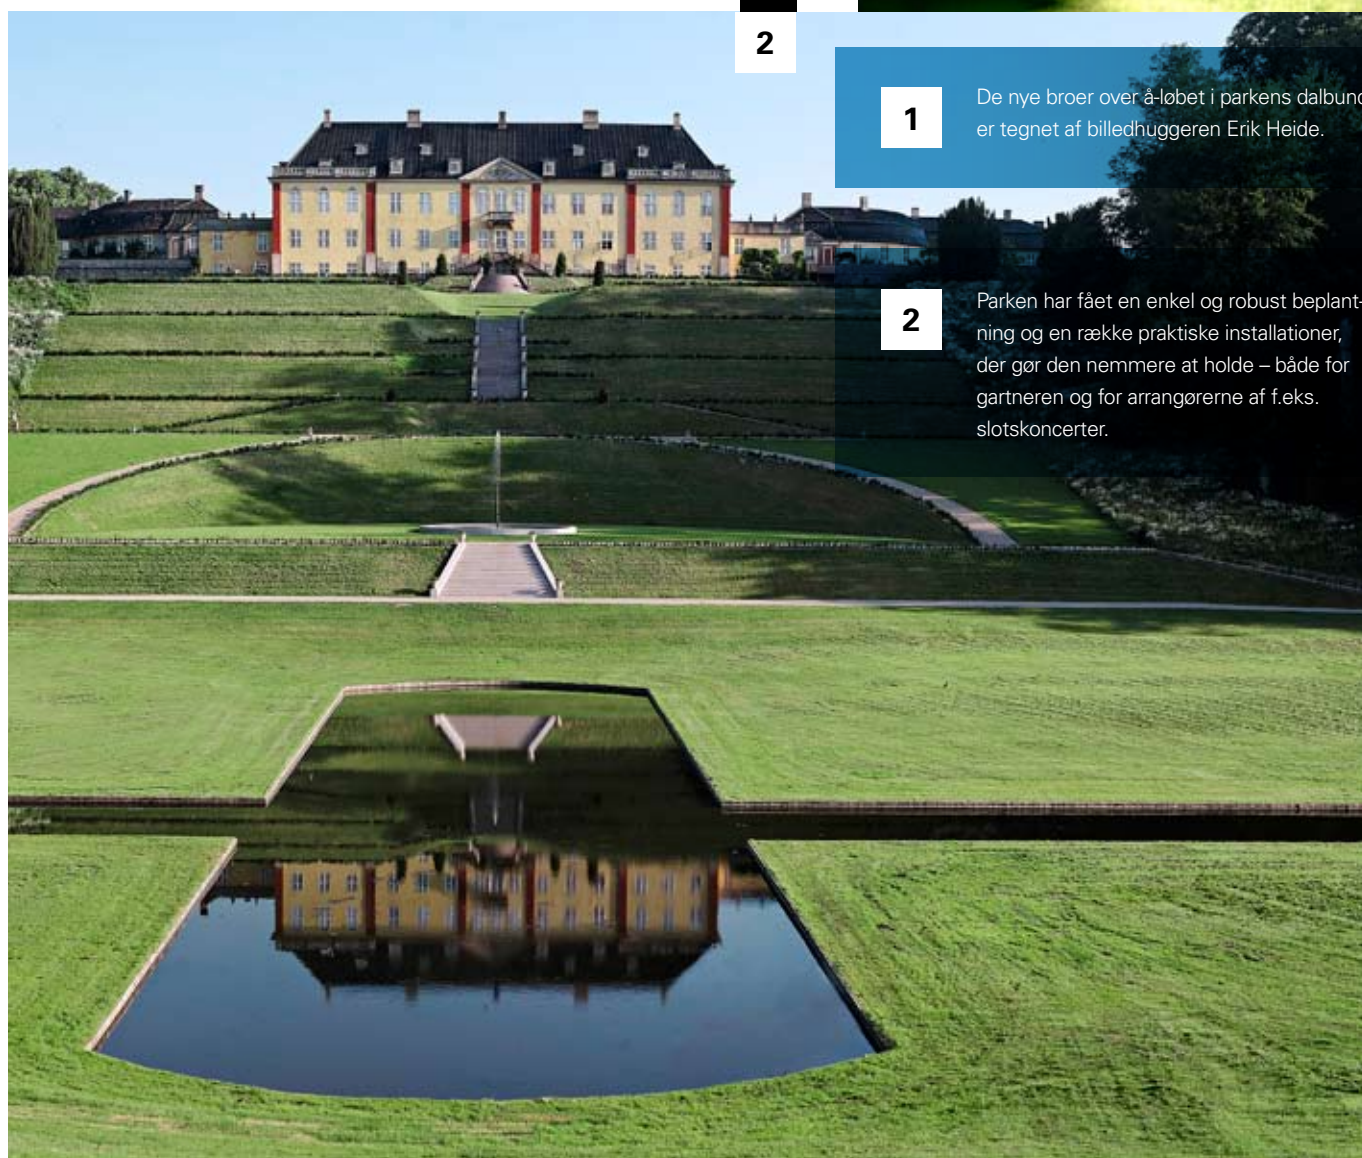 2
1
De nye broer over å-løbet i parkens dalbund
er tegnet af billedhuggeren Erik Heide.
2
Parken har fået en enkel og robust beplant-
ning og en række praktiske installationer,
der gør den nemmere at holde – både for
gartneren og for arrangørerne af f.eks.
slotskoncerter.